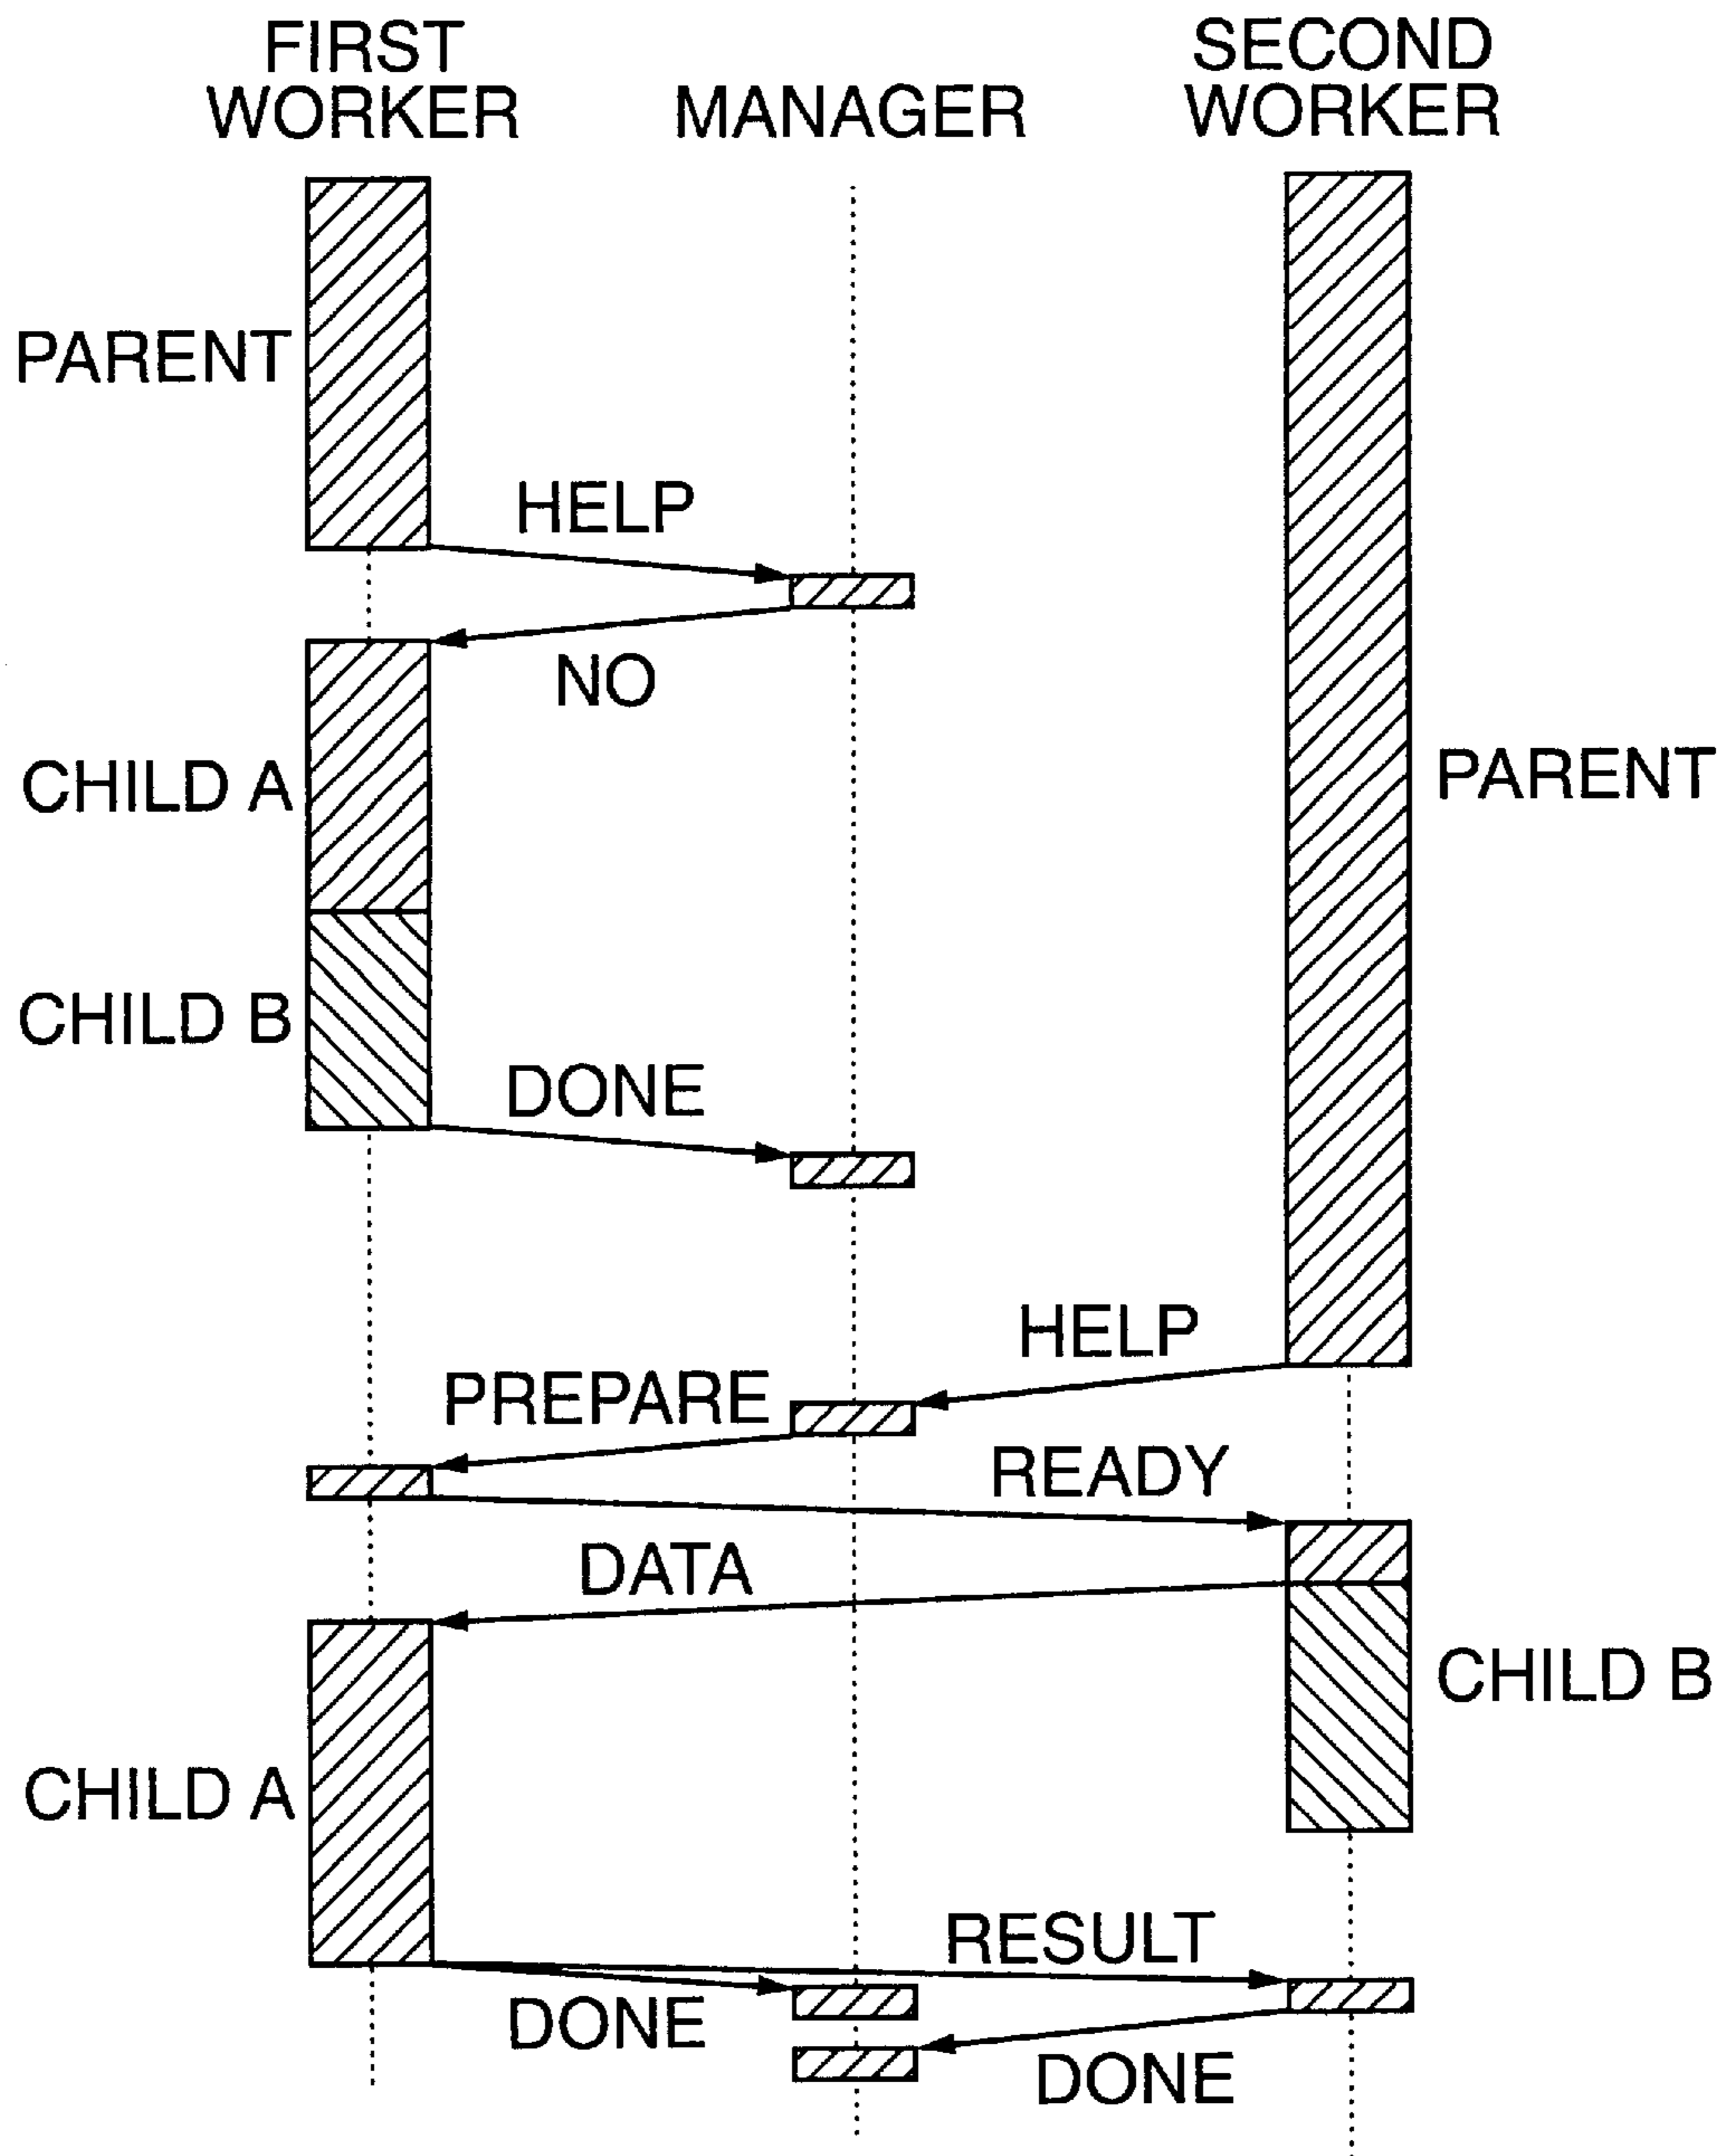 FIRST
WORKER
MANAGER
SECOND
WORKER
PARENT
HELP
NO
CHILD A
PARENT
CHILD B
DONE
HELP
PREPARE
READY
DATA
CHILD B
CHILD A
RESULT
DONE
DONE